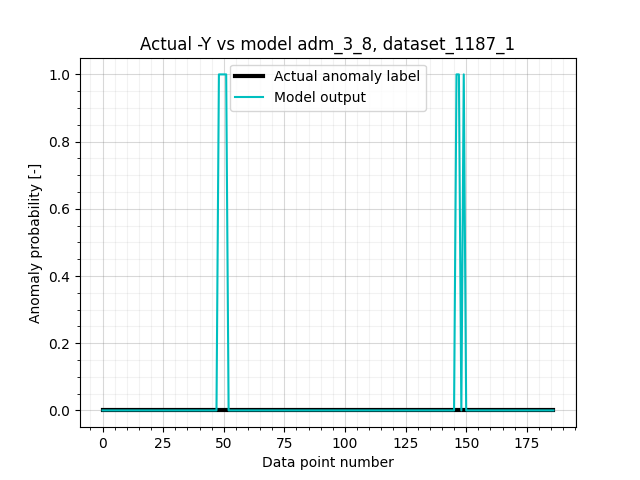 Actual -Y vs model adm_3_8, dataset_1187_1
Actual anomaly label
Model output
Anomaly probability [-]
1.0
0.8
0.6
0.4
0.2
0.0
0 25 50 75 100 125 150 175
Data point number